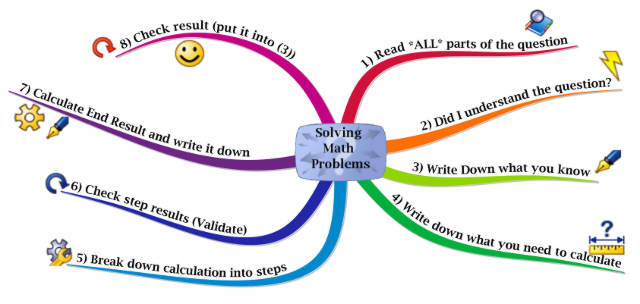 Solving
Math
Problems
1) Read *ALL* parts of the question
2) Did I understand the question?
3) Write Down what you know
4) Write down what you need to calculate
?
5) Break down calculation into steps
6) Check step results (Validate)
7) Calculate End Result and write it down
8) Check result (put it into (3))